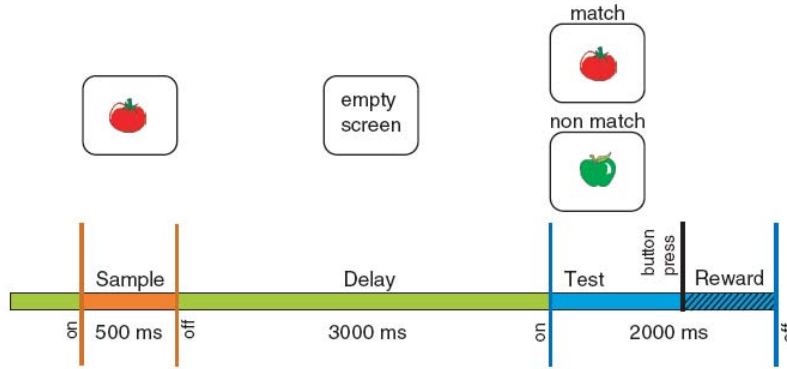 match
empty
screen
non match
button
press
Sample
Delay
Test
Reward
on
500 ms
off
3000 ms
on
2000 ms
off